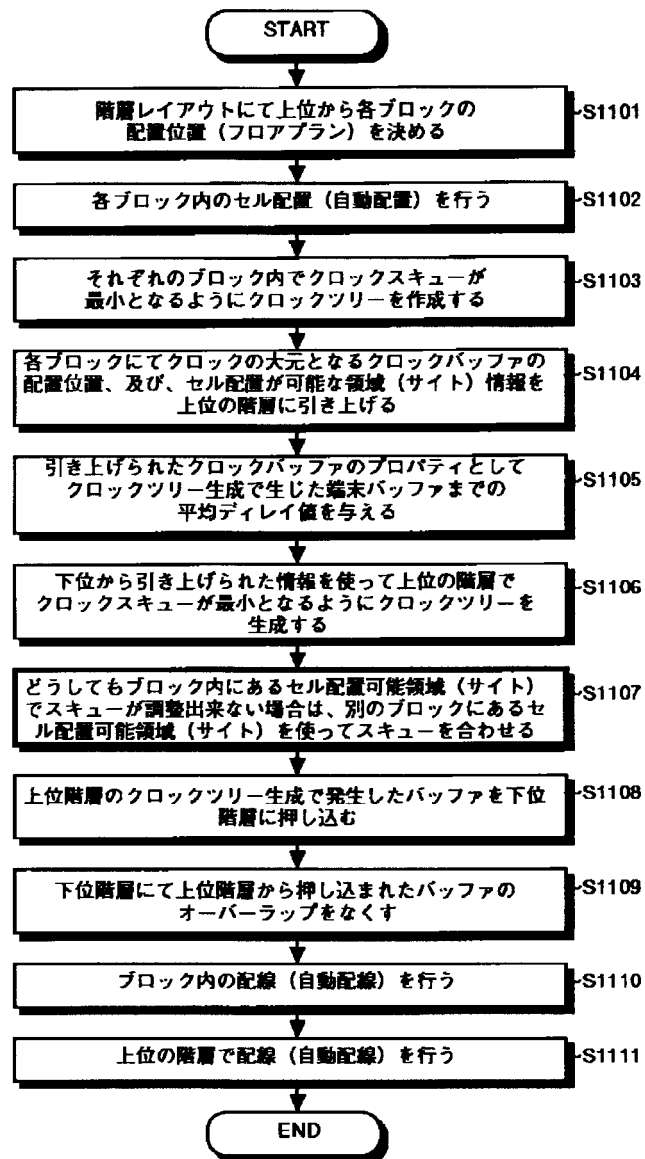 START
階層レイアウトにて上位から各ブロックの
配置位置（フロアプラン）を決める
S1101
各ブロック内のセル配置（自動配置）を行う
S1102
それぞれのブロック内でクロックスキューが
最小となるようにクロックツリーを作成する
S1103
各ブロックにてクロックの大元となるクロックバッファの
配置位置、及び、セル配置が可能な領域（サイト）情報を
上位の階層に引き上げる
S1104
引き上げられたクロックバッファのプロパティとして
クロックツリー生成で生じた端末バッファまでの
平均ディレイ値を与える
S1105
下位から引き上げられた情報を使って上位の階層で
クロックスキューが最小となるようにクロックツリーを
生成する
S1106
どうしてもブロック内にあるセル配置可能領域（サイト）
でスキューが調整出来ない場合は、別のブロックにあるセ
ル配置可能領域（サイト）を使ってスキューを合わせる
S1107
上位階層のクロックツリー生成で発生したバッファを下位
階層に押し込む
S1108
下位階層にて上位階層から押し込まれたバッファの
オーバーラップをなくす
S1109
ブロック内の配線（自動配線）を行う
S1110
上位の階層で配線（自動配線）を行う
S1111
END